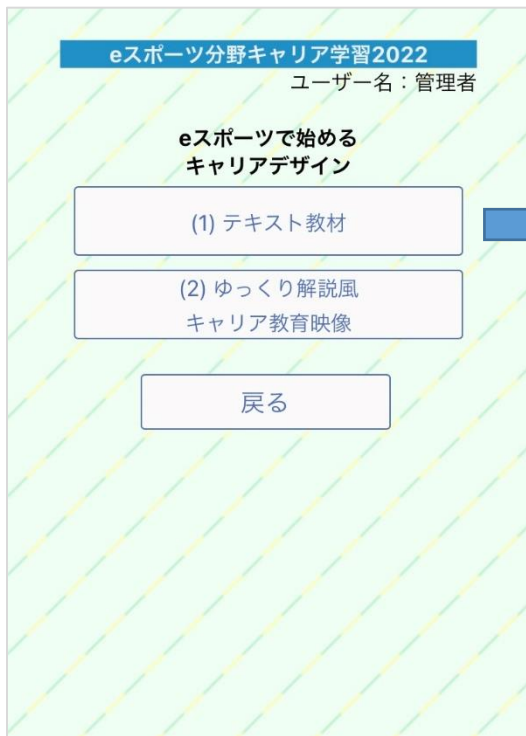 eスポーツ分野キャリア学習2022
ユーザー名：管理者
eスポーツで始める
キャリアデザイン
(1) テキスト教材
(2) ゆっくり解説風
キャリア教育映像
戻る